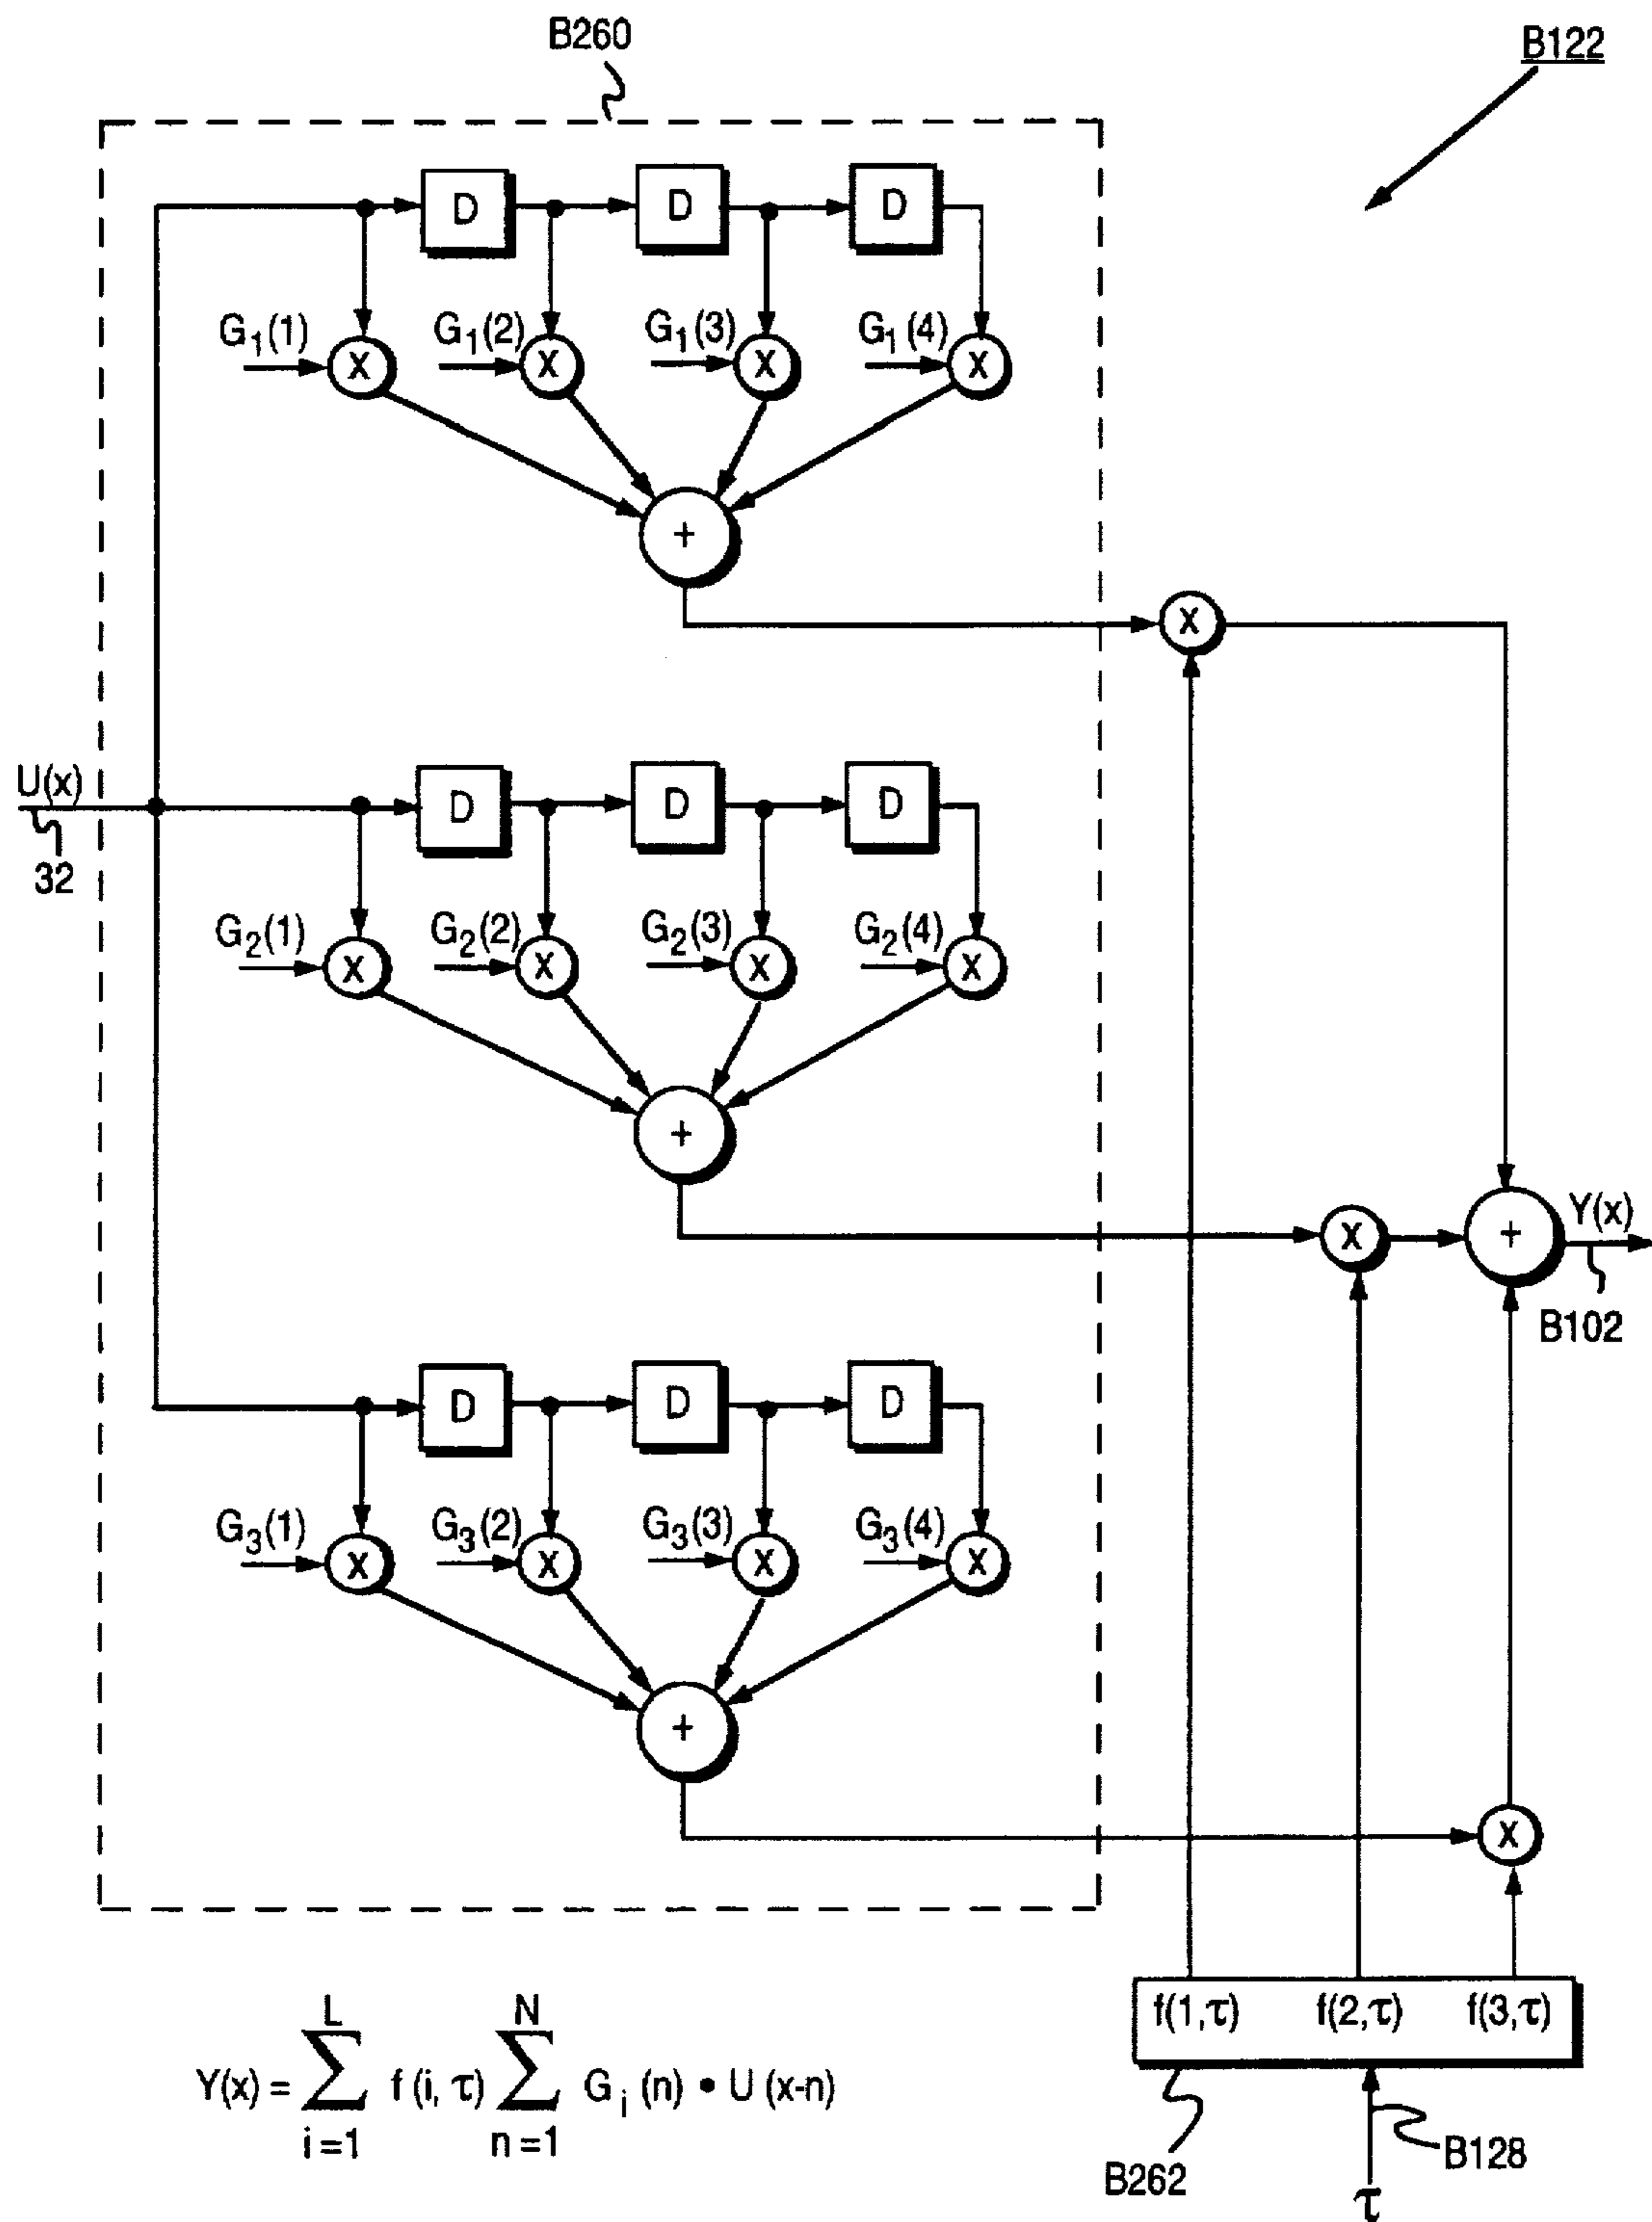 B260
B122
D D D
G₁(1) G₁(2) G₁(3) G₁(4)
X X X X
+
X
U(x)
32
D D D
G₂(1) G₂(2) G₂(3) G₂(4)
X X X X
+
X + Y(x)
B102
D D D
G₃(1) G₃(2) G₃(3) G₃(4)
X X X X
+
X
f(1,τ) f(2,τ) f(3,τ)
B262
B128
τ
L N
Y(x) = ∑ f (i, τ) ∑ G i (n) • U (x-n)
i =1 n =1